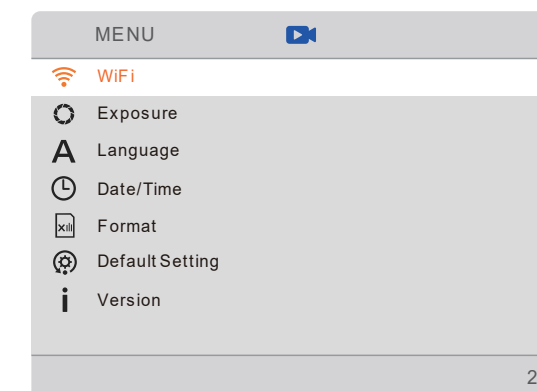 MENU
WiFi
Exposure
A Language
Date/Time
Format
Default Setting
i Version
2